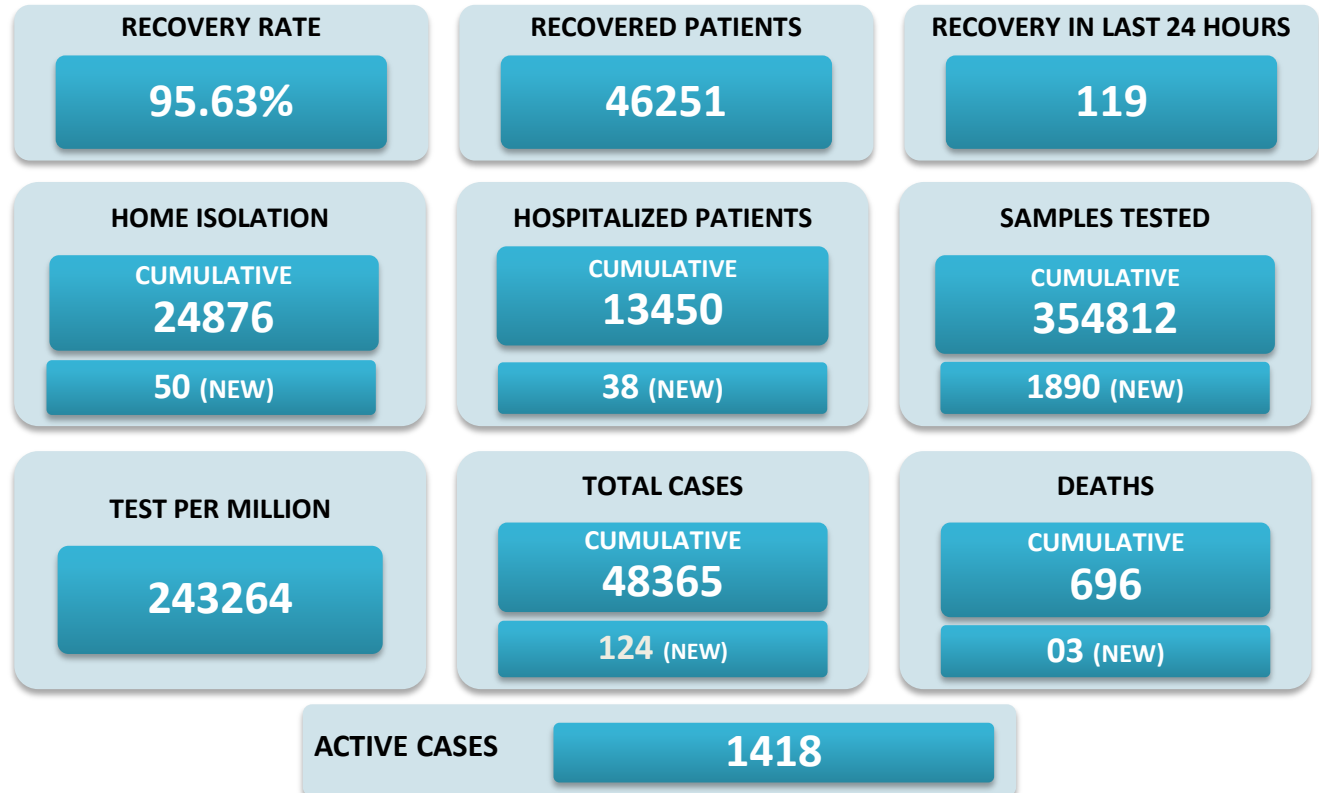 RECOVERY RATE
95.63%
RECOVERED PATIENTS
46251
RECOVERY IN LAST 24 HOURS
119
HOME ISOLATION
CUMULATIVE
24876
50 (NEW)
HOSPITALIZED PATIENTS
CUMULATIVE
13450
38 (NEW)
SAMPLES TESTED
CUMULATIVE
354812
1890 (NEW)
TEST PER MILLION
243264
TOTAL CASES
CUMULATIVE
48365
124 (NEW)
DEATHS
CUMULATIVE
696
03 (NEW)
ACTIVE CASES
1418